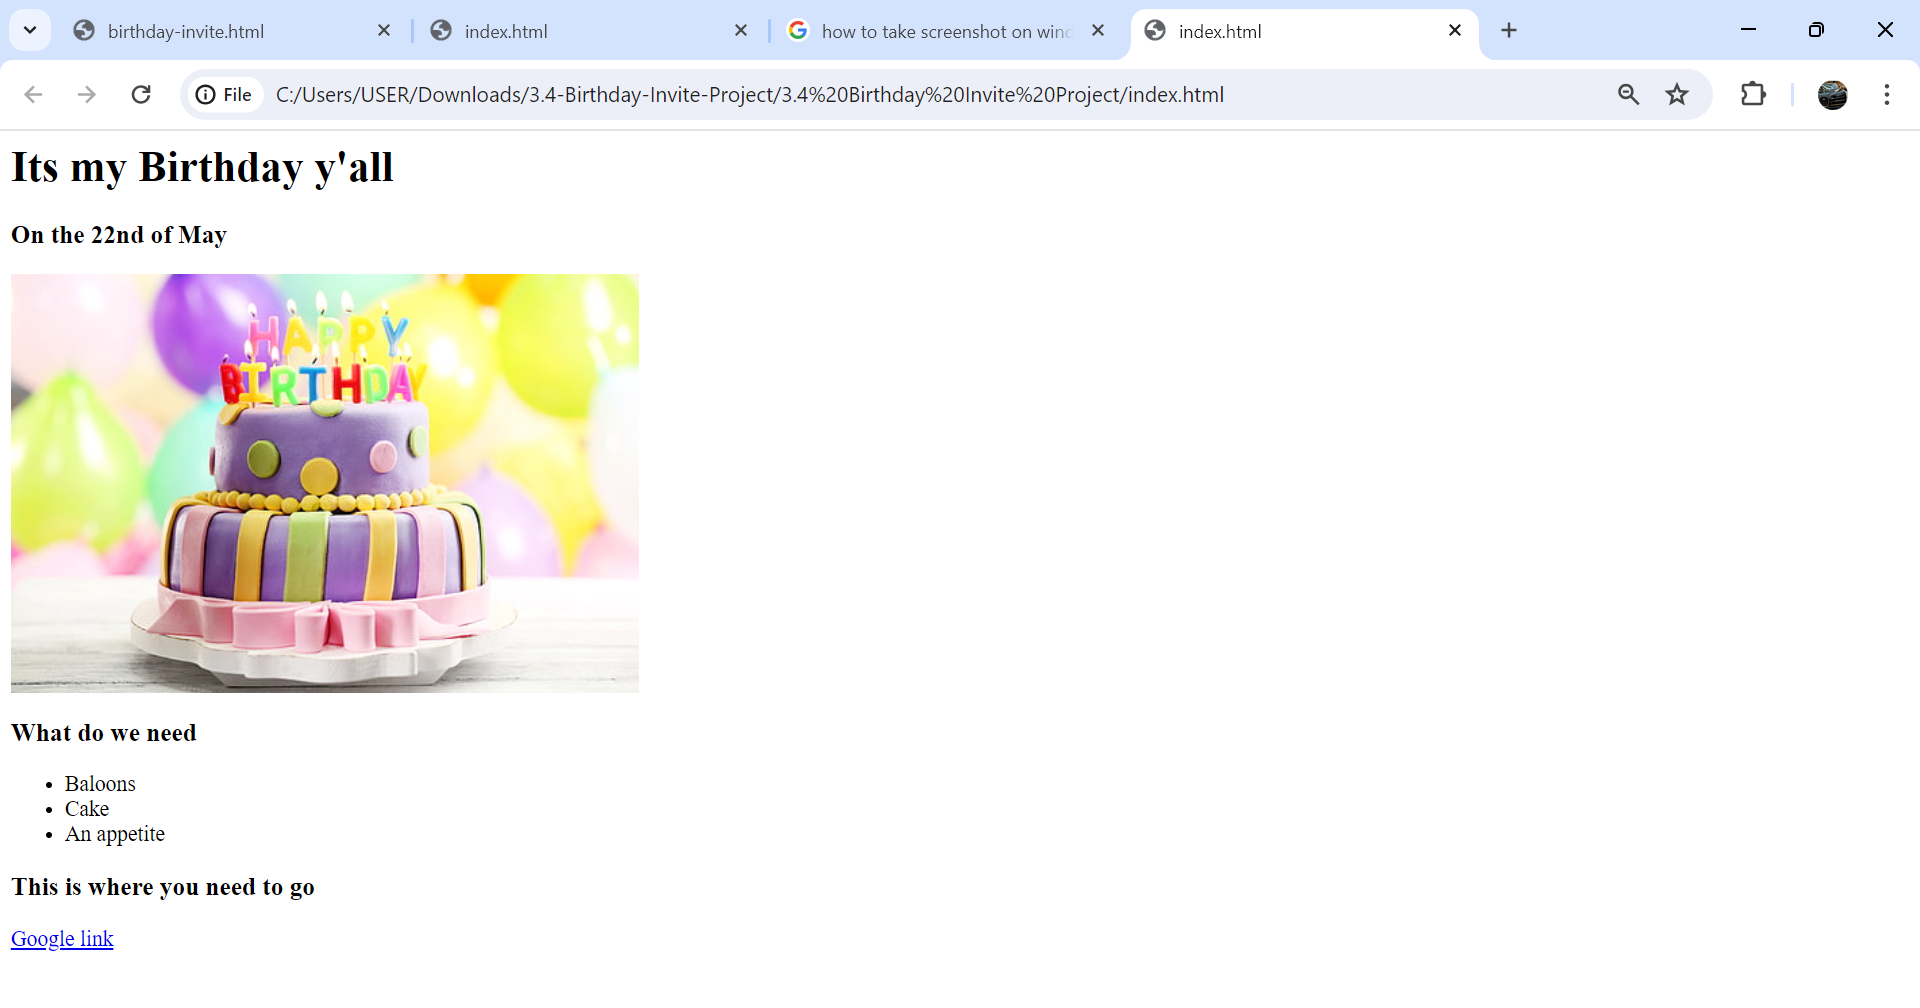 birthday-invite.html
index.html
how to take screenshot on win
index.html
File
C:/Users/USER/Downloads/3.4-Birthday-Invite-Project/3.4%20Birthday%20Invite%20Project/index.html
Its my Birthday y'all
On the 22nd of May
HAPPY
BIRTHDAY
What do we need
• Baloons
• Cake
• An appetite
This is where you need to go
Google link